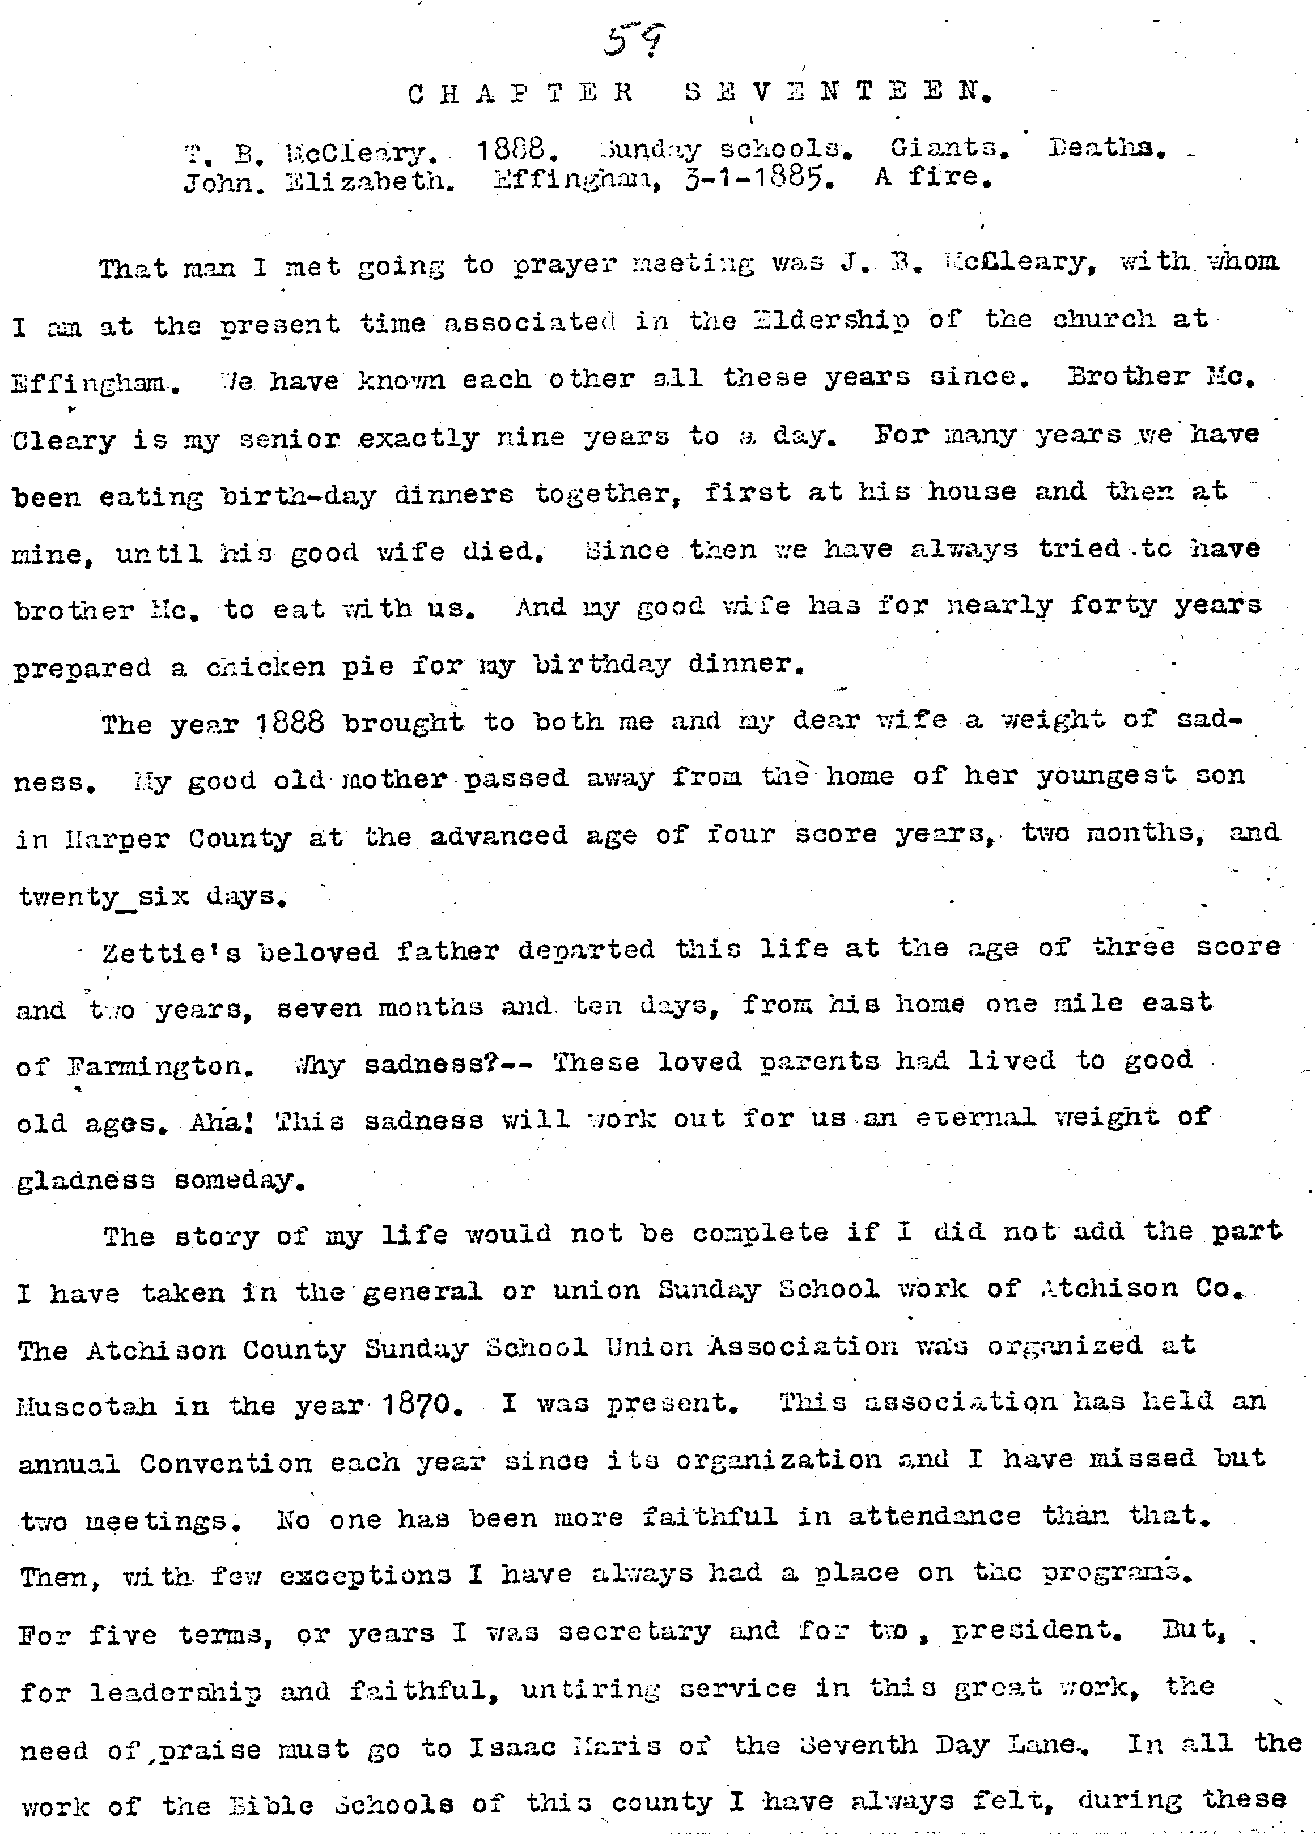 59
CHAPTER SEVENTEEN.
T. B. McCleary. 1888. Sunday schools. Giants. Deaths.
John. Elizabeth. Effingham, 3-1-1885. A fire.
That man I met going to prayer meeting was J. B. McCleary, with whom
I am at the present time associated in the Eldership of the church at
Effingham. We have known each other all these years since. Brother Mc.
Cleary is my senior exactly nine years to a day. For many years we have
been eating birth-day dinners together, first at his house and then at
mine, until his good wife died. Since then we have always tried to have
brother Mc. to eat with us. And my good wife has for nearly forty years
prepared a chicken pie for my birthday dinner.
The year 1888 brought to both me and my dear wife a weight of sad-
ness. My good old mother passed away from the home of her youngest son
in Harper County at the advanced age of four score years, two months, and
twenty_six days.
Zettie's beloved father departed this life at the age of three score
and two years, seven months and ten days, from his home one mile east
of Farmington. Why sadness?-- These loved parents had lived to good
old ages. Aha! This sadness will work out for us an eternal weight of
gladness someday.
The story of my life would not be complete if I did not add the part
I have taken in the general or union Sunday School work of Atchison Co.
The Atchison County Sunday School Union Association was organized at
Muscotah in the year 1870. I was present. This association has held an
annual Convention each year since its organization and I have missed but
two meetings. No one has been more faithful in attendance than that.
Then, with few exceptions I have always had a place on the programs.
For five terms, or years I was secretary and for two, president. But,
for leadership and faithful, untiring service in this great work, the
need of praise must go to Isaac Maris of the Seventh Day Lane. In all the
work of the Bible Schools of this county I have always felt, during these